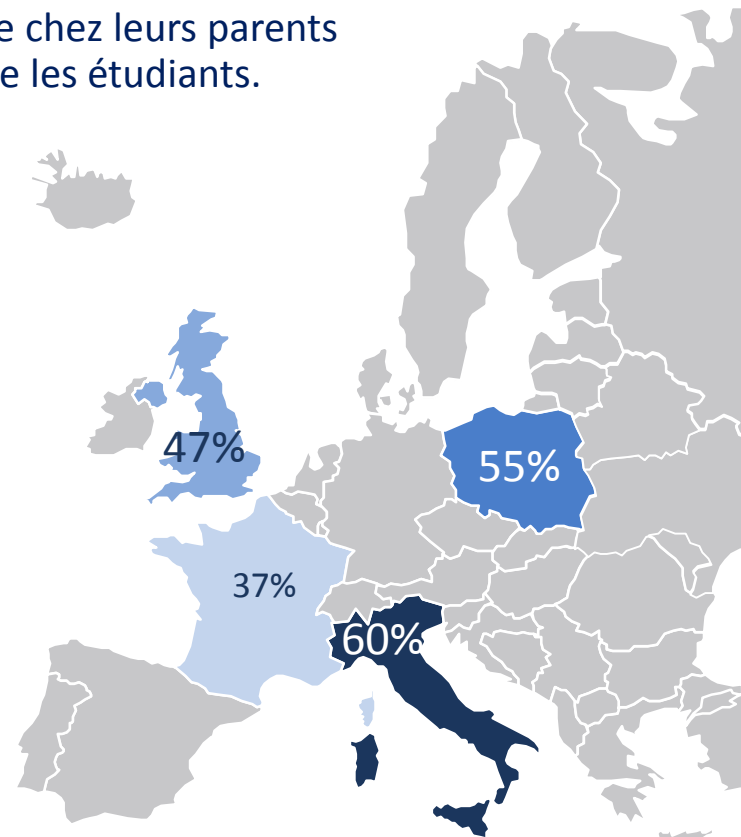 e chez leurs parents
e les étudiants.
47%
55%
37%
60%